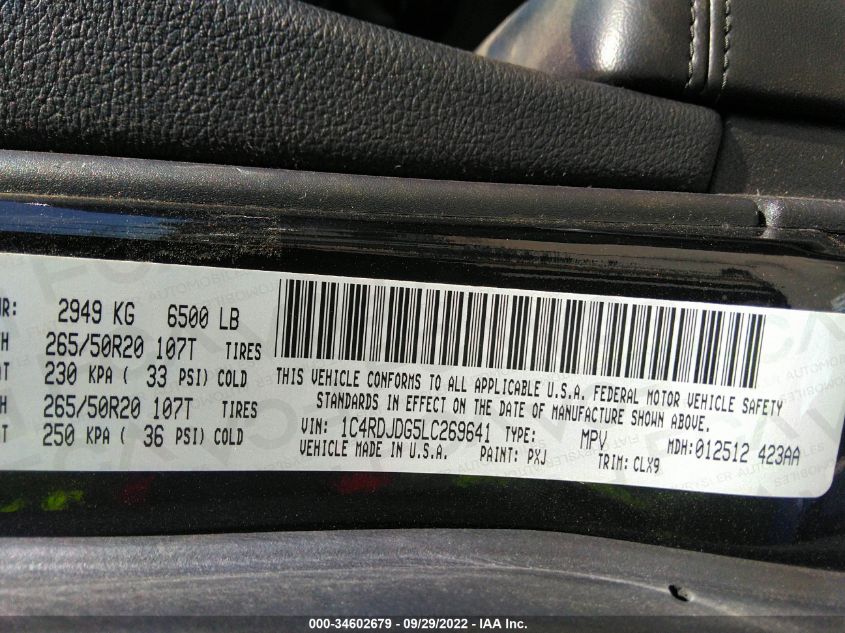 WR: 2949 KG 6500 LB
265/50R20 107T TIRES
230 KPA ( 33 PSI) COLD
265/50R20 107T TIRES
250 KPA ( 36 PSI) COLD
THIS VEHICLE CONFORMS TO ALL APPLICABLE U.S.A. FEDERAL MOTOR VEHICLE SAFETY
STANDARDS IN EFFECT ON THE DATE OF MANUFACTURE SHOWN ABOVE.
VIN: 1C4RDJDG5LC269641 TYPE: MPV MDH:012512 423AA
VEHICLE MADE IN U.S.A. PAINT: PXJ TRIM: CLX9
000-34602679 - 09/29/2022 - IAA Inc.